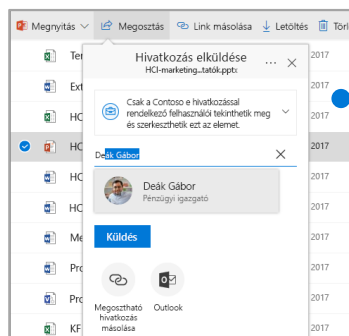 Megnyitás Megosztás Link másolása Letöltés Törl
Ter 2017
Ext
HC 2017
HC 2017
HC 2017
HC 2017
Me 2017
Pro 2017
Pro 2017
KF 2017
Hivatkozás elküldése
HCl-marketing...tatók.pptx
Csak a Contoso e hivatkozással
rendelkező felhasználói tekinthetik meg
és szerkeszthetik ezt az elemet.
Deák Gábor
Deák Gábor
Pénzügyi igazgató
Küldés
Megosztható
hivatkozás
másolása
Outlook